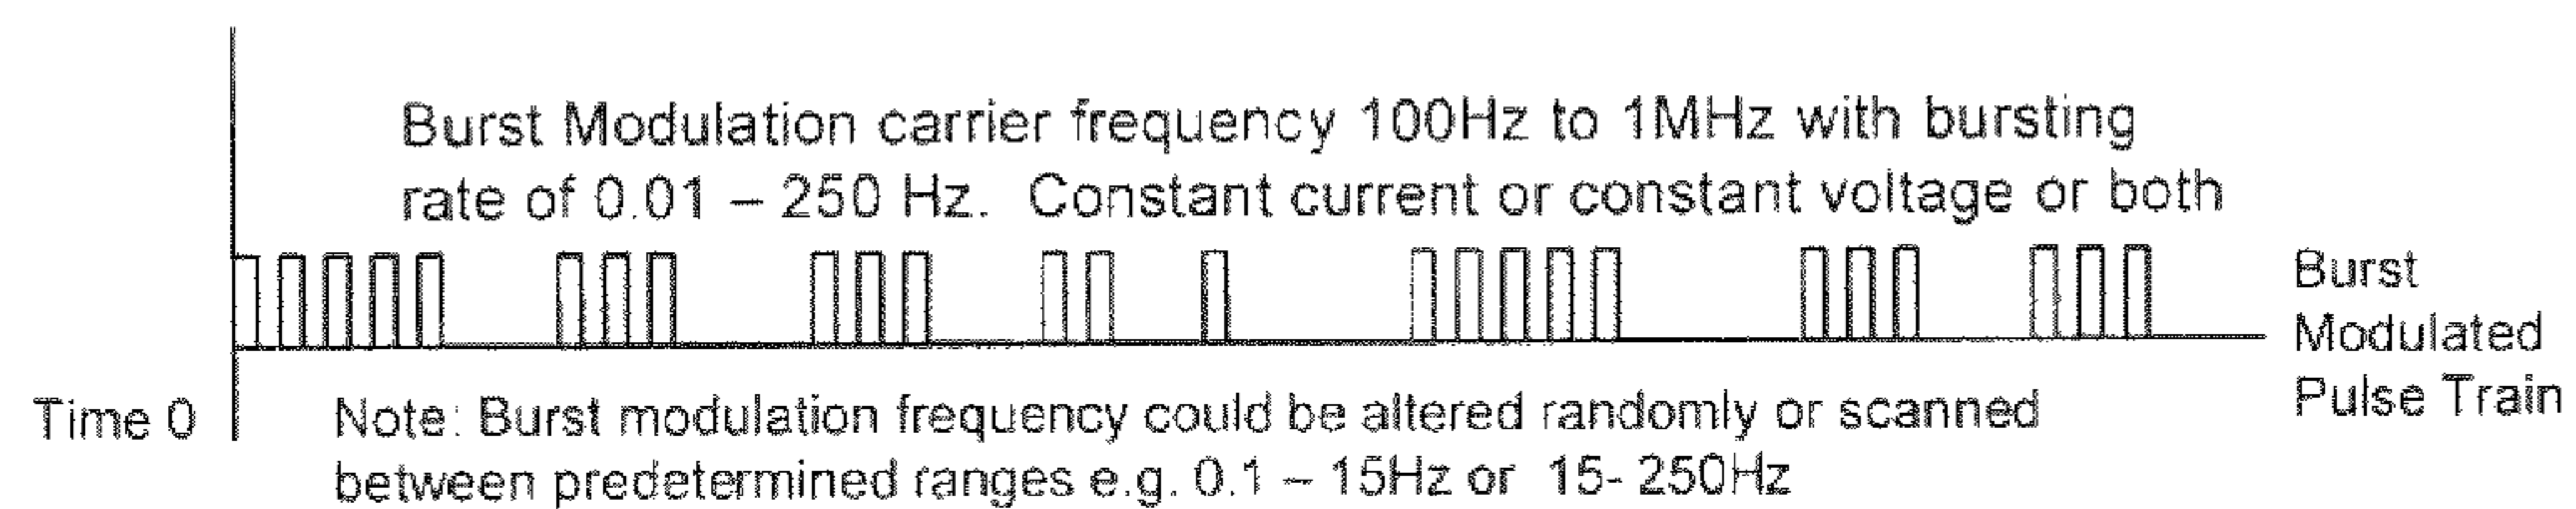 Burst Modulation carrier frequency 100Hz to 1MHz with bursting
rate of 0.01 – 250 Hz. Constant current or constant voltage or both
Burst
Modulated
Pulse Train
Time 0
Note: Burst modulation frequency could be altered randomly or scanned
between predetermined ranges e.g. 0.1 – 15Hz or 15- 250Hz